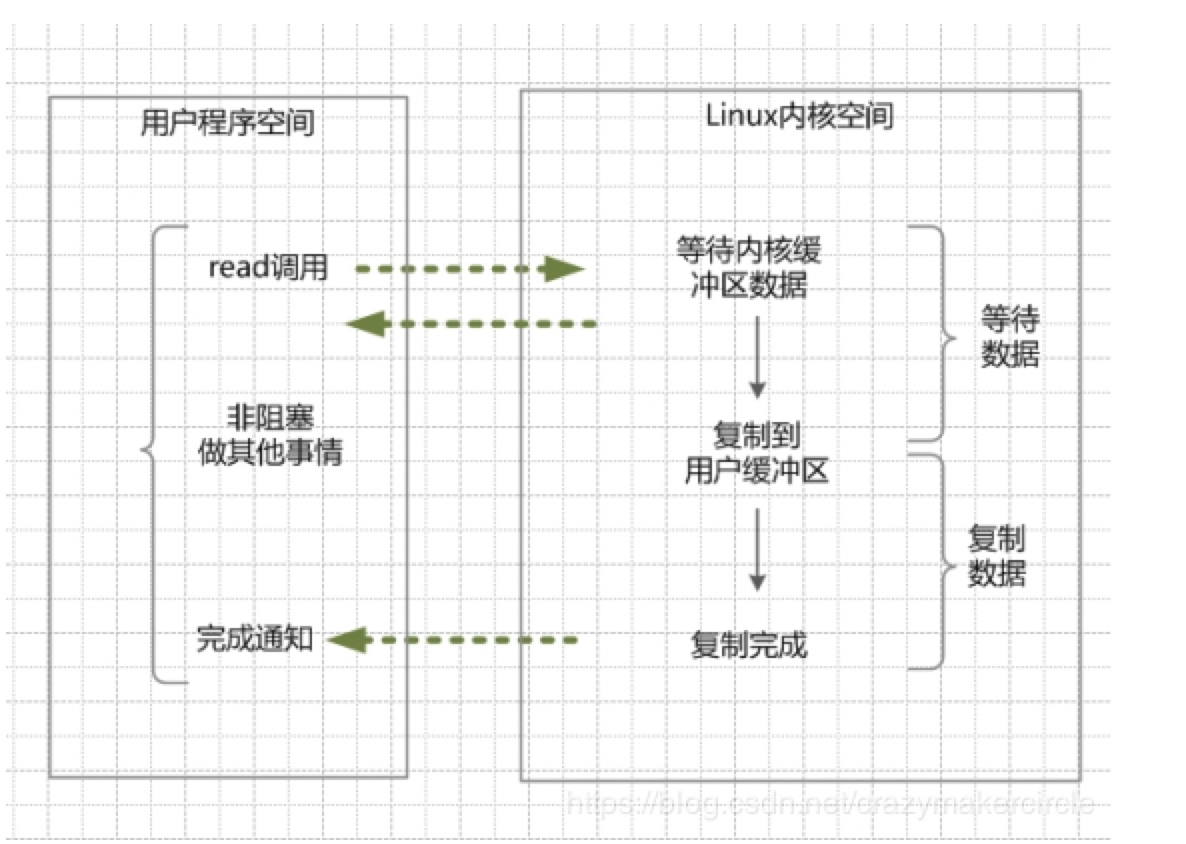 用户程序空间
Linux内核空间
read调用
等待内核缓
冲区数据
等待
数据
非阻塞
做其他事情
复制到
用户缓冲区
复制
数据
完成通知
复制完成
https://blog.csdn.net/crazymakercircle